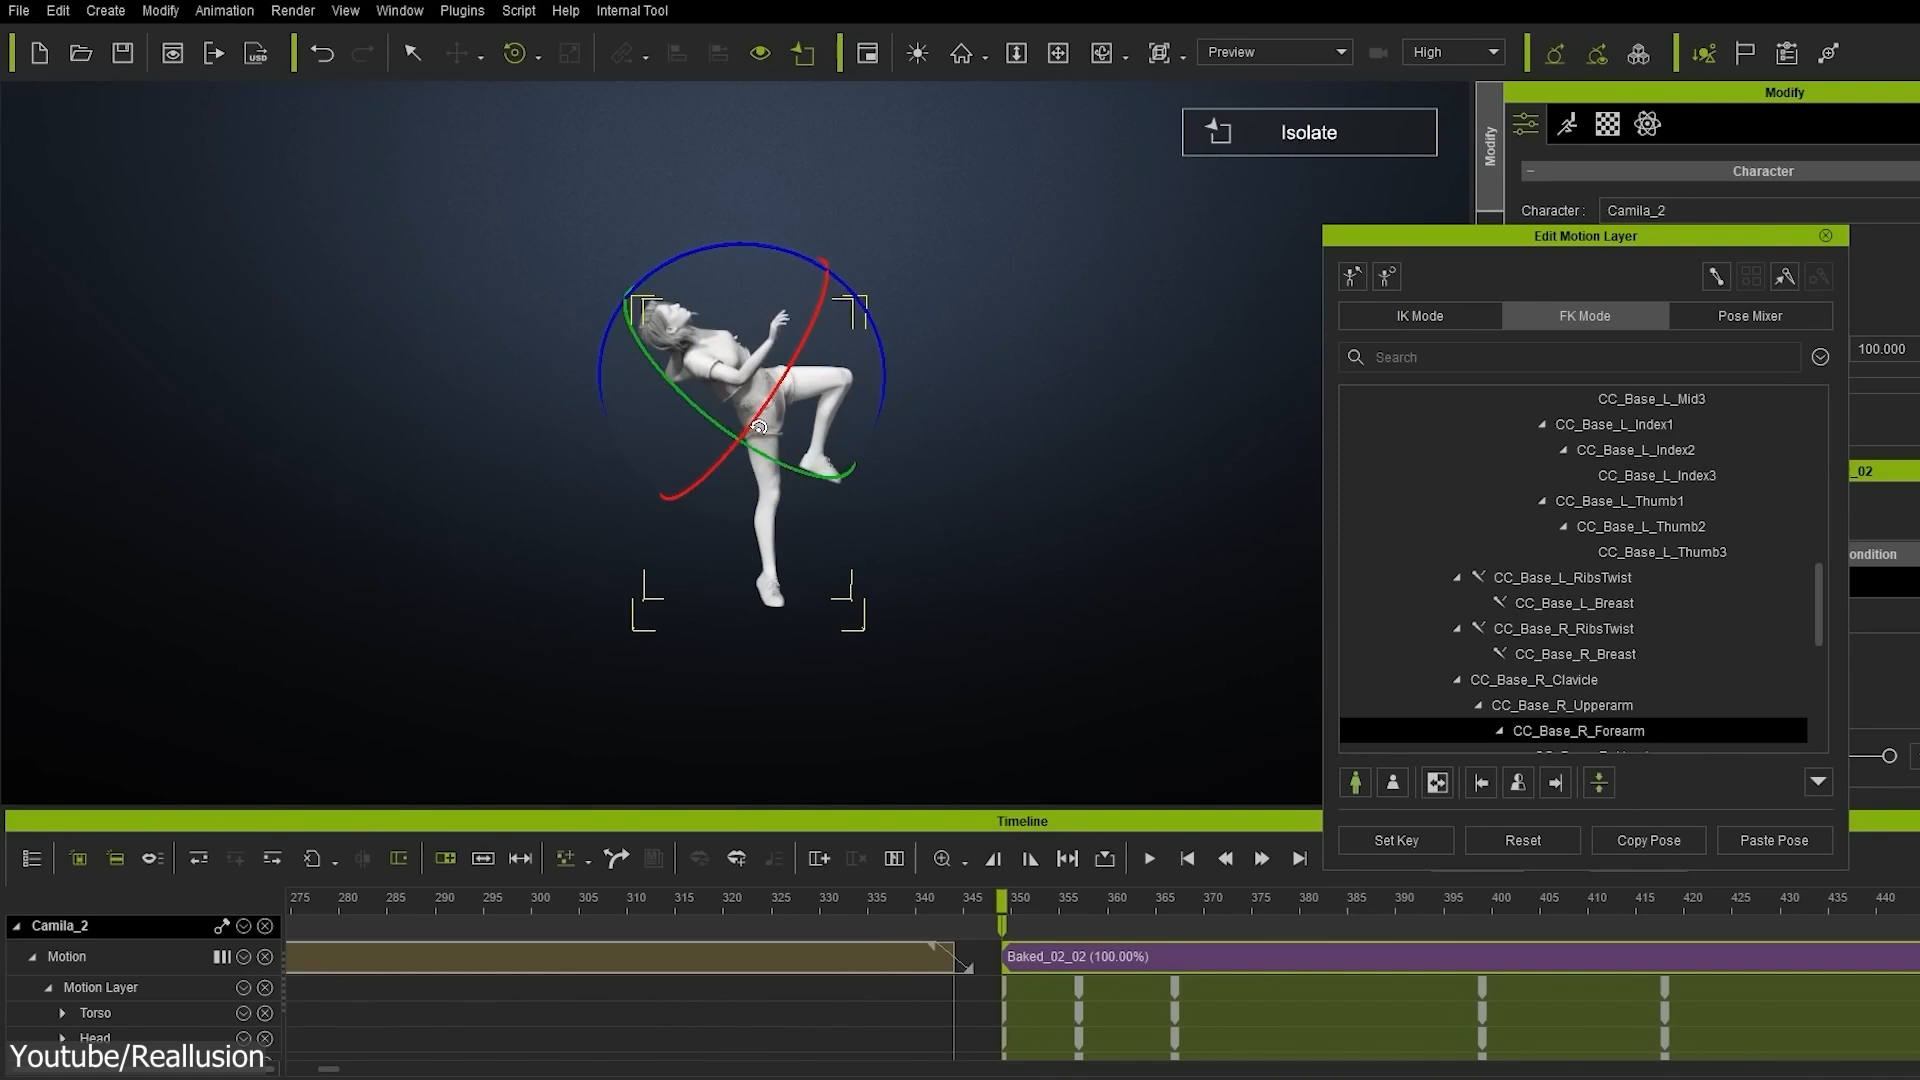 File Edit Create Modify Animation Render View Window Plugins Script Help Internal Tool
USD Preview High
Modify
Isolate
Modify
Character
Character : Camila_2
Edit Motion Layer
IK Mode FK Mode Pose Mixer
100.000
Search
CC_Base_L_Mid3
CC_Base_L_Index1
CC_Base_L_Index2
CC_Base_L_Index3
_02
CC_Base_L_Thumb1
CC_Base_L_Thumb2
CC_Base_L_Thumb3
ondition
CC_Base_L_RibsTwist
CC_Base_L_Breast
CC_Base_R_RibsTwist
CC_Base_R_Breast
CC_Base_R_Clavicle
CC_Base_R_Upperarm
CC_Base_R_Forearm
Timeline
Set Key Reset Copy Pose Paste Pose
275 280 285 290 295 300 305 310 315 320 325 330 335 340 345 350 355 360 365 370 375 380 385 390 395 400 405 410 415 420 425 430 435 440
Camila_2
Motion
Baked_02_02 (100.00%)
Motion Layer
Torso
Head
Youtube/Reallusion